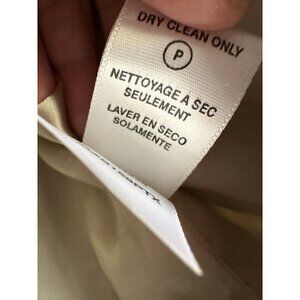 DRY CLEAN ONLY
P
NETTOYAGE A SEC
SEULEMENT
LAVER EN SECO
SOLAMENTE